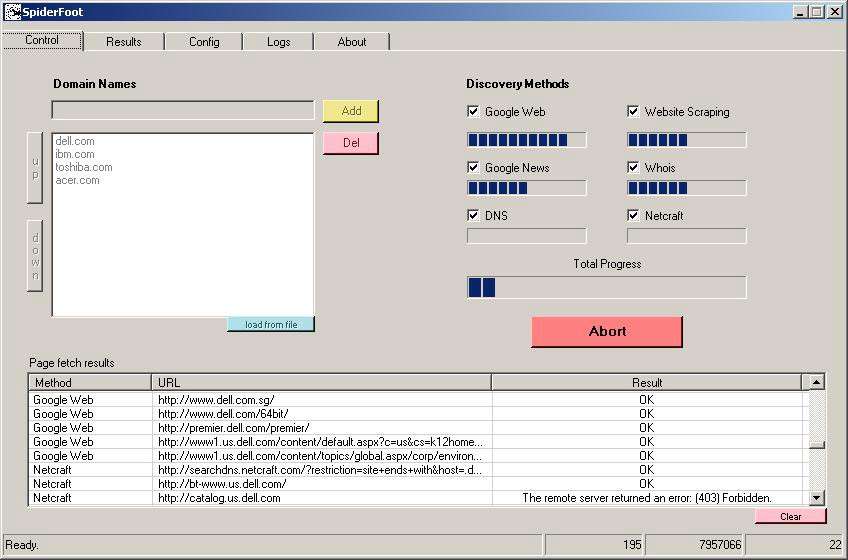 SpiderFoot
Control Results Config Logs About
Domain Names
Discovery Methods
Add
Google Web Website Scraping
dell.com
ibm.com
toshiba.com
acer.com
Del
up
down
Google News Whois
DNS Netcraft
Total Progress
load from file
Abort
Page fetch results
Method URL Result
Google Web http://www.dell.com.sg/ OK
Google Web http://www.dell.com/64bit/ OK
Google Web http://premier.dell.com/premier/ OK
Google Web http://www1.us.dell.com/content/default.aspx?c=us&cs=k12home... OK
Google Web http://www1.us.dell.com/content/topics/global.aspx/corp/environ... OK
Netcraft http://searchdns.netcraft.com/?restriction=site+ends+with&host=.d... OK
Netcraft http://bt-www.us.dell.com/ OK
Netcraft http://catalog.us.dell.com The remote server returned an error: (403) Forbidden.
Clear
Ready. 195 7957066 22